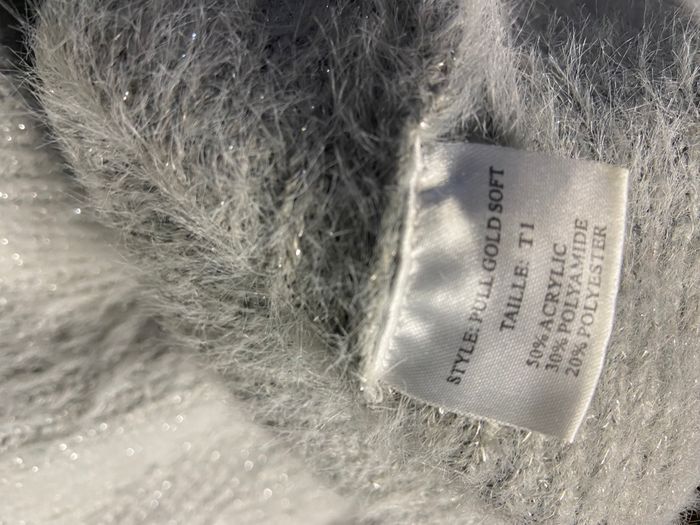 STYLE: PULL GOLD SOFT
TAILLE: T1
50% ACRYLIC
30% POLYAMIDE
20% POLYESTER